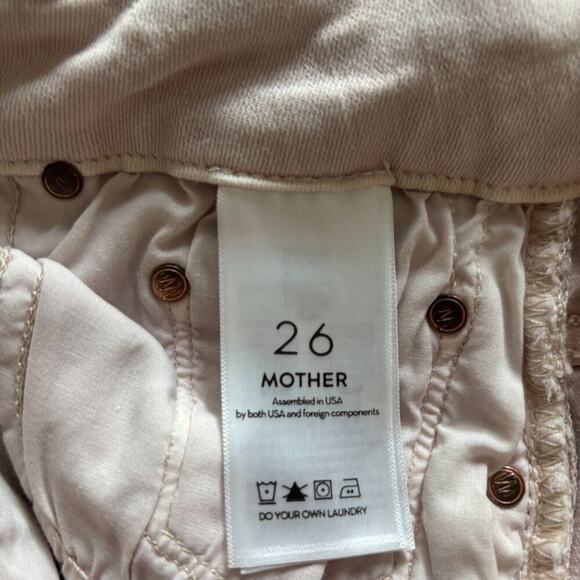 26
MOTHER
Assembled in USA
by both USA and foreign components
DO YOUR OWN LAUNDRY